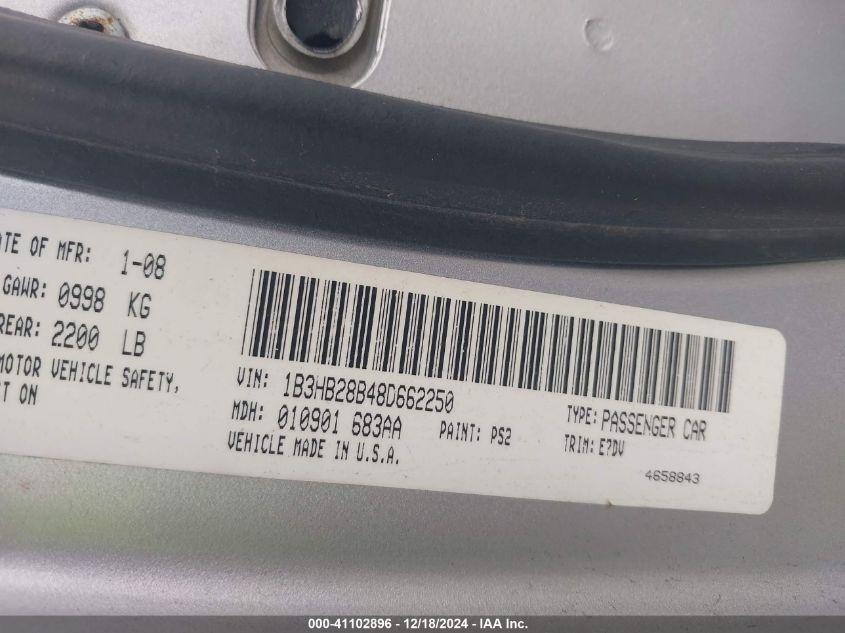 ATE OF MFR: 1-08
GAWR: 0998 KG
REAR: 2200 LB
MOTOR VEHICLE SAFETY,
ON
VIN: 1B3HB28B48D662250
MDH: 010901 683AA PAINT: PS2
VEHICLE MADE IN U.S.A.
TYPE: PASSENGER CAR
TRIM: E7DV
4658843
000-41102896 - 12/18/2024 - IAA Inc.